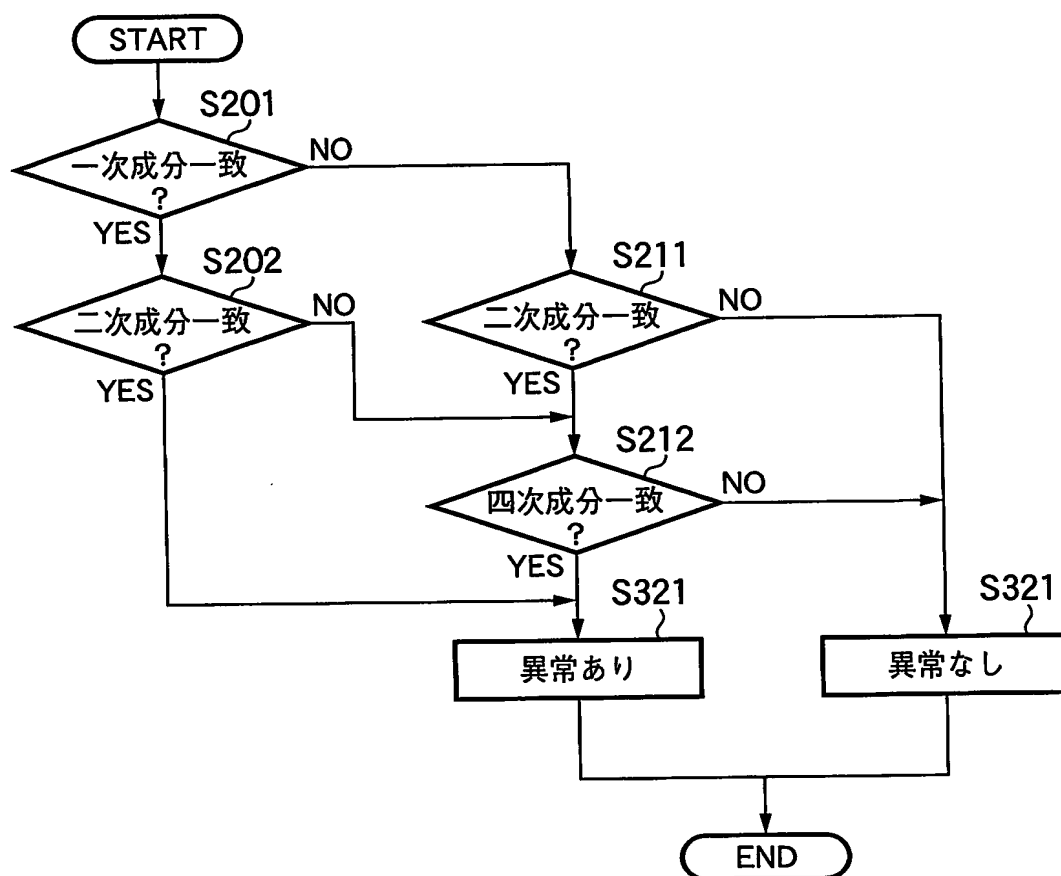 START
S201
一次成分一致
?
NO
YES
S202
二次成分一致
?
NO
YES
S211
二次成分一致
?
NO
YES
S212
四次成分一致
?
NO
YES
S321
異常あり
S321
異常なし
END